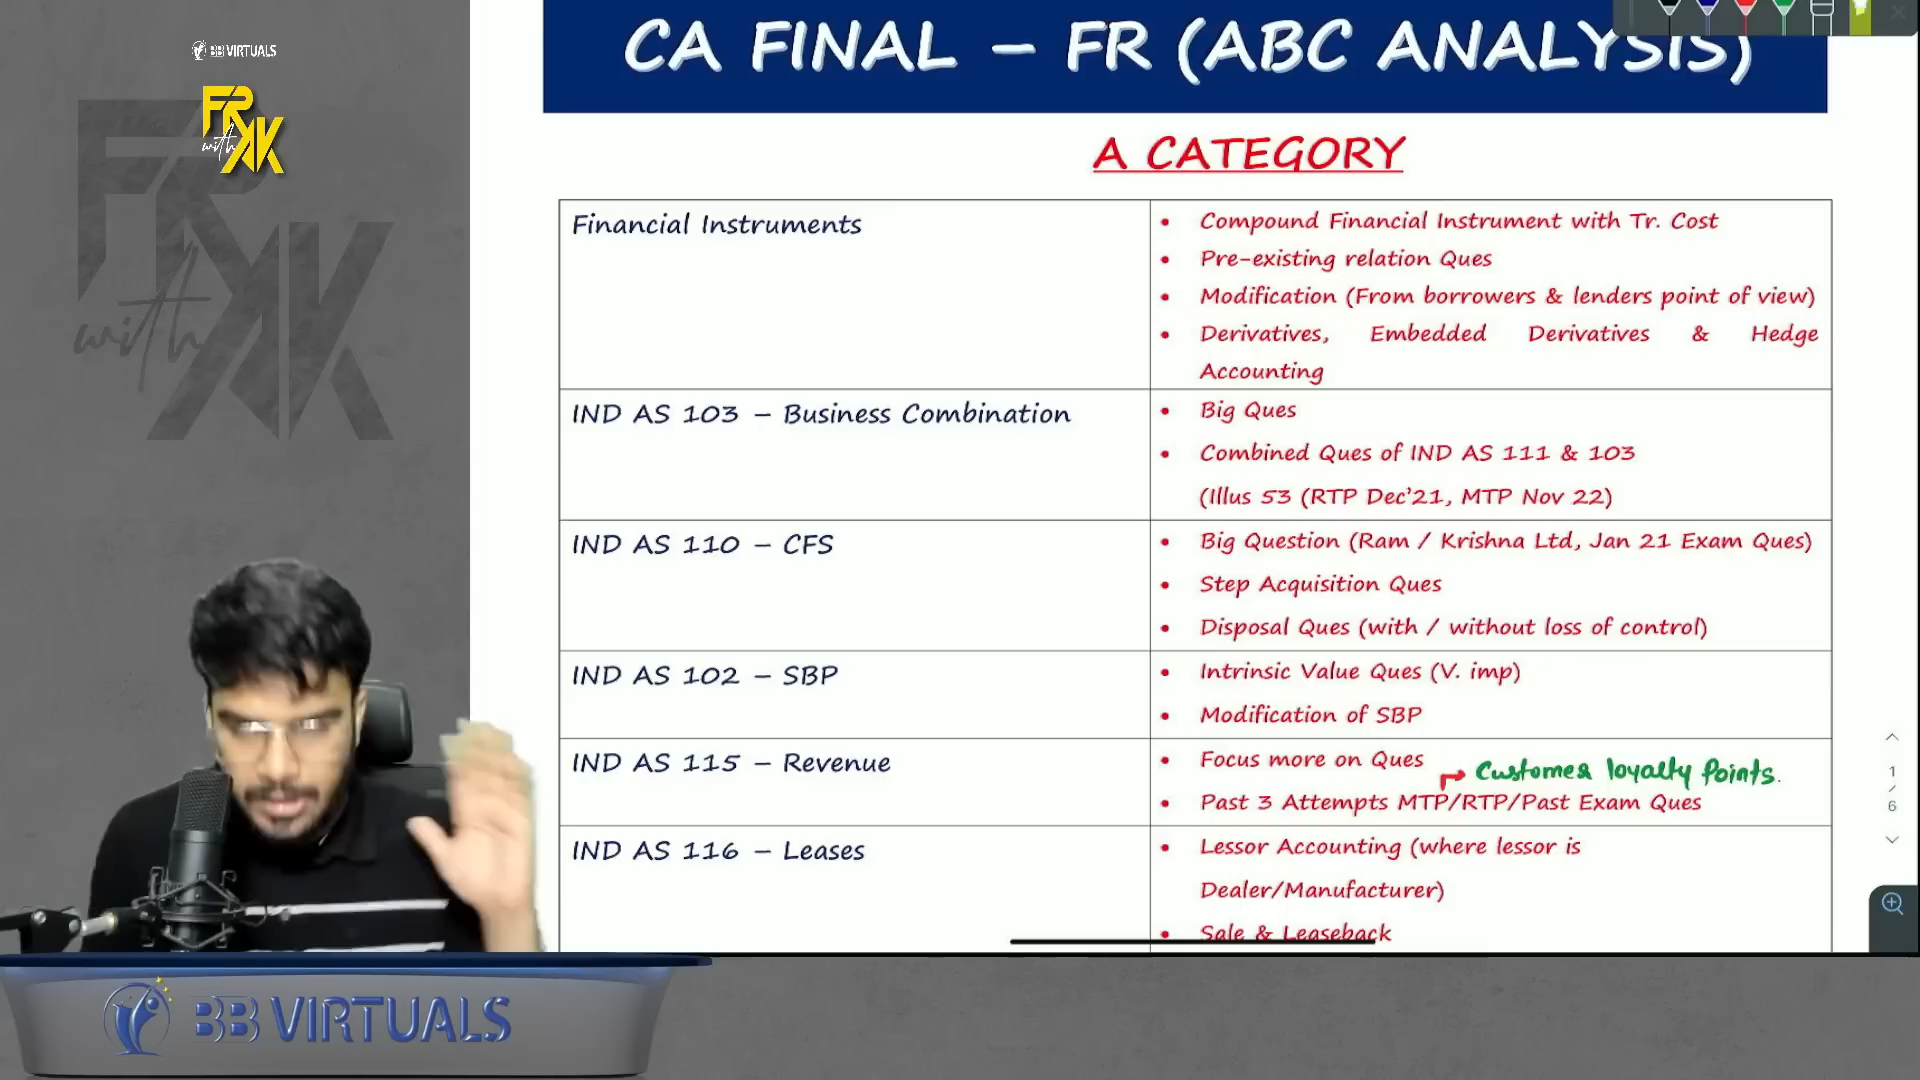 BB VIRTUALS
FR
with
AK
FR
with
AK
CA FINAL – FR (ABC ANALYSIS)
A CATEGORY
Financial Instruments
• Compound Financial Instrument with Tr. Cost
• Pre-existing relation Ques
• Modification (From borrowers & lenders point of view)
• Derivatives, Embedded Derivatives & Hedge
Accounting
IND AS 103 – Business Combination
• Big Ques
• Combined Ques of IND AS 111 & 103
(Illus 53 (RTP Dec'21, MTP Nov 22)
IND AS 110 – CFS
• Big Question (Ram / Krishna Ltd, Jan 21 Exam Ques)
• Step Acquisition Ques
• Disposal Ques (with / without loss of control)
IND AS 102 – SBP
• Intrinsic Value Ques (V. imp)
• Modification of SBP
IND AS 115 – Revenue
• Focus more on Ques
Customer loyalty Points.
• Past 3 Attempts MTP/RTP/Past Exam Ques
IND AS 116 – Leases
• Lessor Accounting (where lessor is
Dealer/Manufacturer)
• Sale & Leaseback
1
/
6
BB VIRTUALS